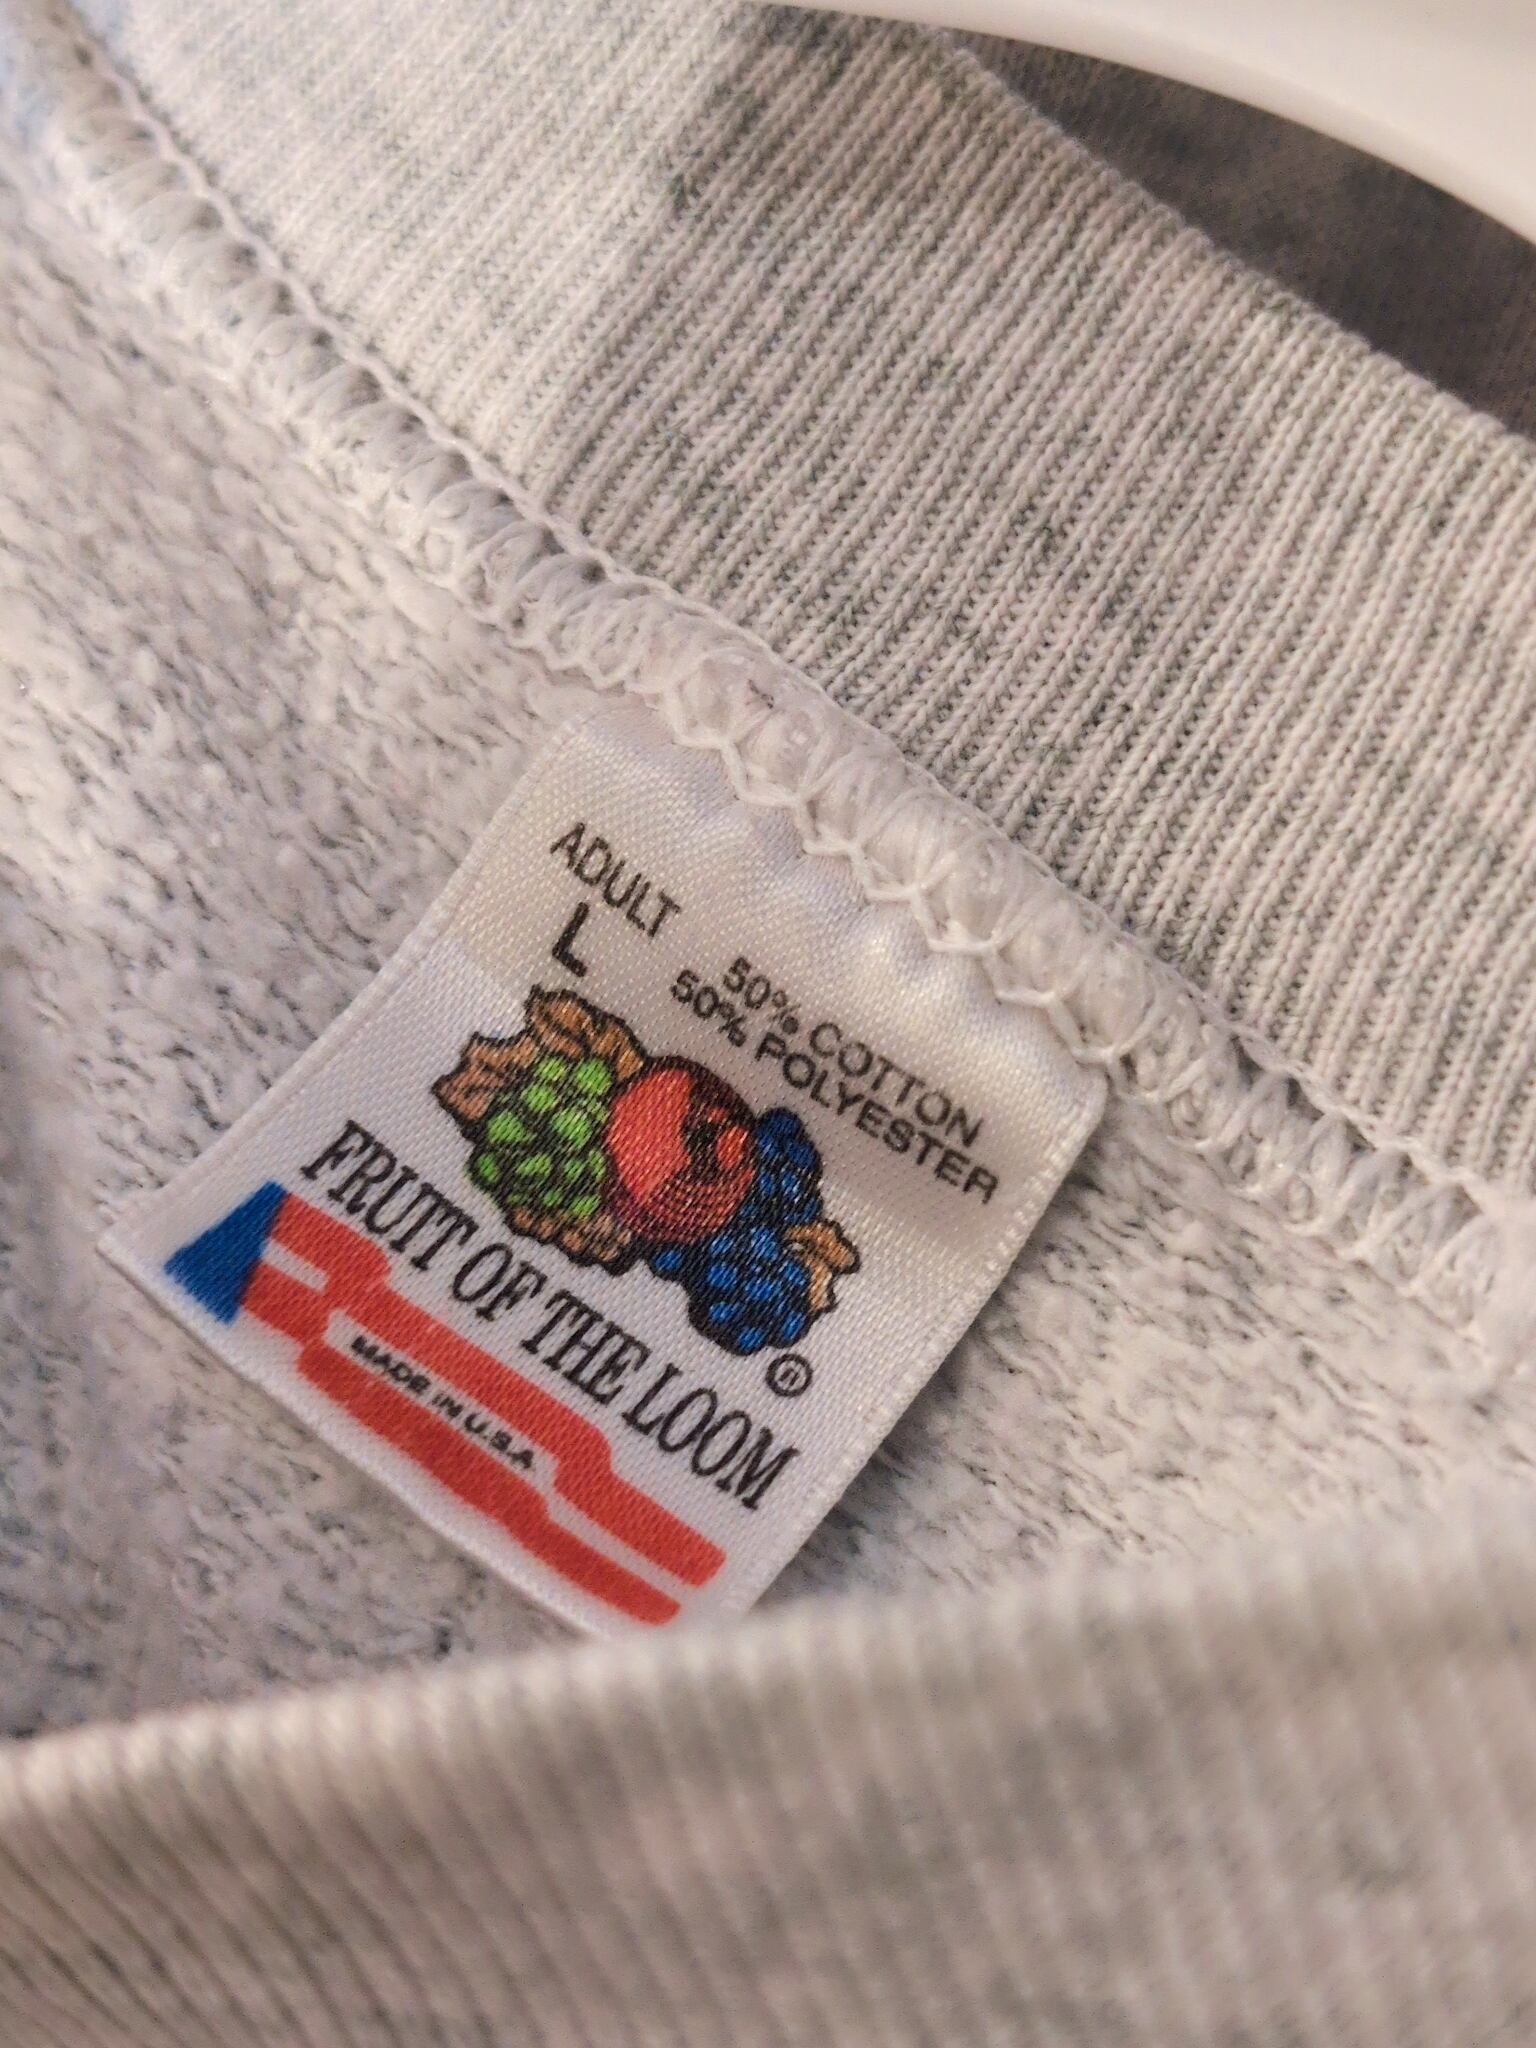 ADULT
L
50% COTTON
50% POLYESTER
®
FRUIT OF THE LOOM
MADE IN U.S.A